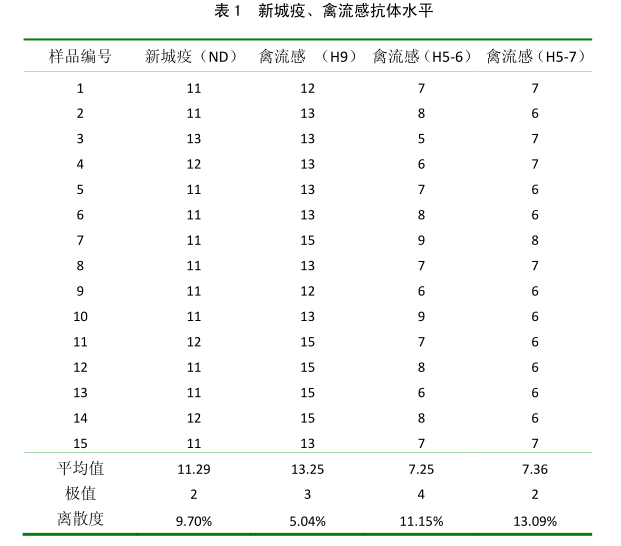 表 1 新城疫、禽流感抗体水平
样品编号 新城疫（ND） 禽流感 （H9） 禽流感（H5-6） 禽流感（H5-7）
1 11 12 7 7
2 11 13 8 6
3 13 13 5 7
4 12 13 6 7
5 11 13 7 6
6 11 13 8 6
7 11 15 9 8
8 11 13 7 7
9 11 12 6 6
10 11 13 9 6
11 12 15 7 6
12 11 15 8 6
13 11 15 6 6
14 12 15 8 6
15 11 13 7 7
平均值 11.29 13.25 7.25 7.36
极值 2 3 4 2
离散度 9.70% 5.04% 11.15% 13.09%